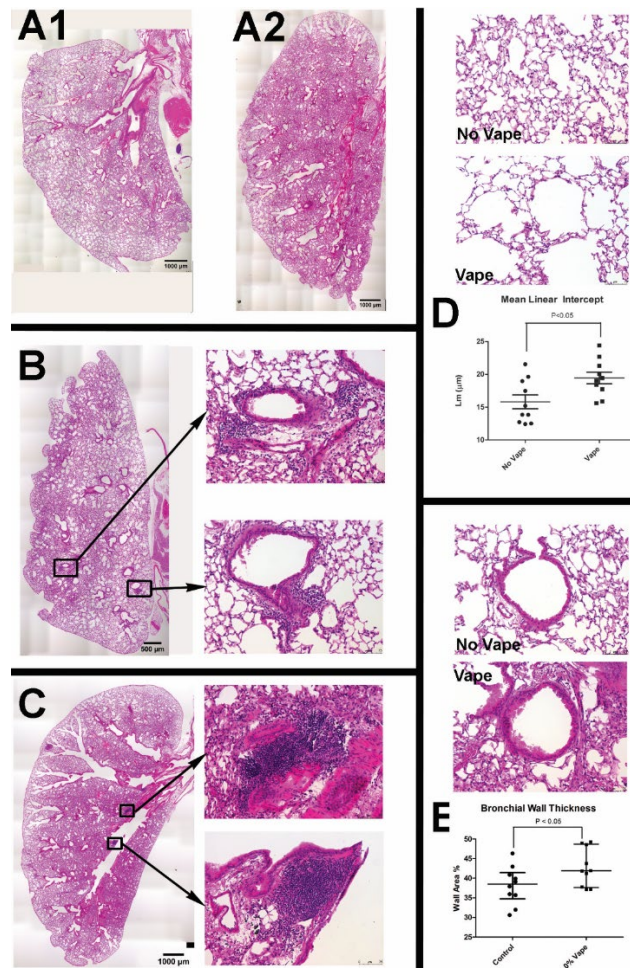 A1
A2
1000 µm
1000 µm
B
500 µm
C
1000 µm
No Vape
Vape
D
Mean Linear Intercept
P<0.05
25
20
15
10
Lm (µm)
No Vape
Vape
No Vape
Vape
E
Bronchial Wall Thickness
P < 0.05
50
45
40
35
30
25
Wall Area %
Control
0% Vape